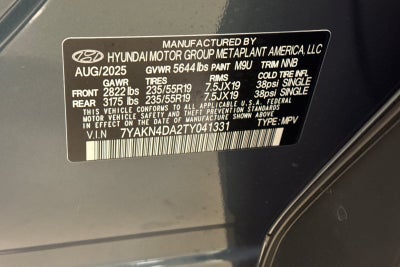 MANUFACTURED BY
HYUNDAI MOTOR GROUP METAPLANT AMERICA, LLC
AUG/2025 GVWR 5644 lbs PAINT M9U TRIM NNB
GAWR TIRES RIMS COLD TIRE INFL
FRONT 2822 lbs 235/55R19 7.5JX19 38psi SINGLE
REAR 3175 lbs 235/55R19 7.5JX19 38psi SINGLE
THIS VEHICLE CONFORMS TO ALL APPLICABLE
FEDERAL MOTOR VEHICLE SAFETY, BUMPER,
AND THEFT PREVENTION STANDARDS
IN EFFECT ON THE DATE OF
MANUFACTURE SHOWN ABOVE.
V.I.N 7YAKN4DA2TY041331 TYPE: MPV